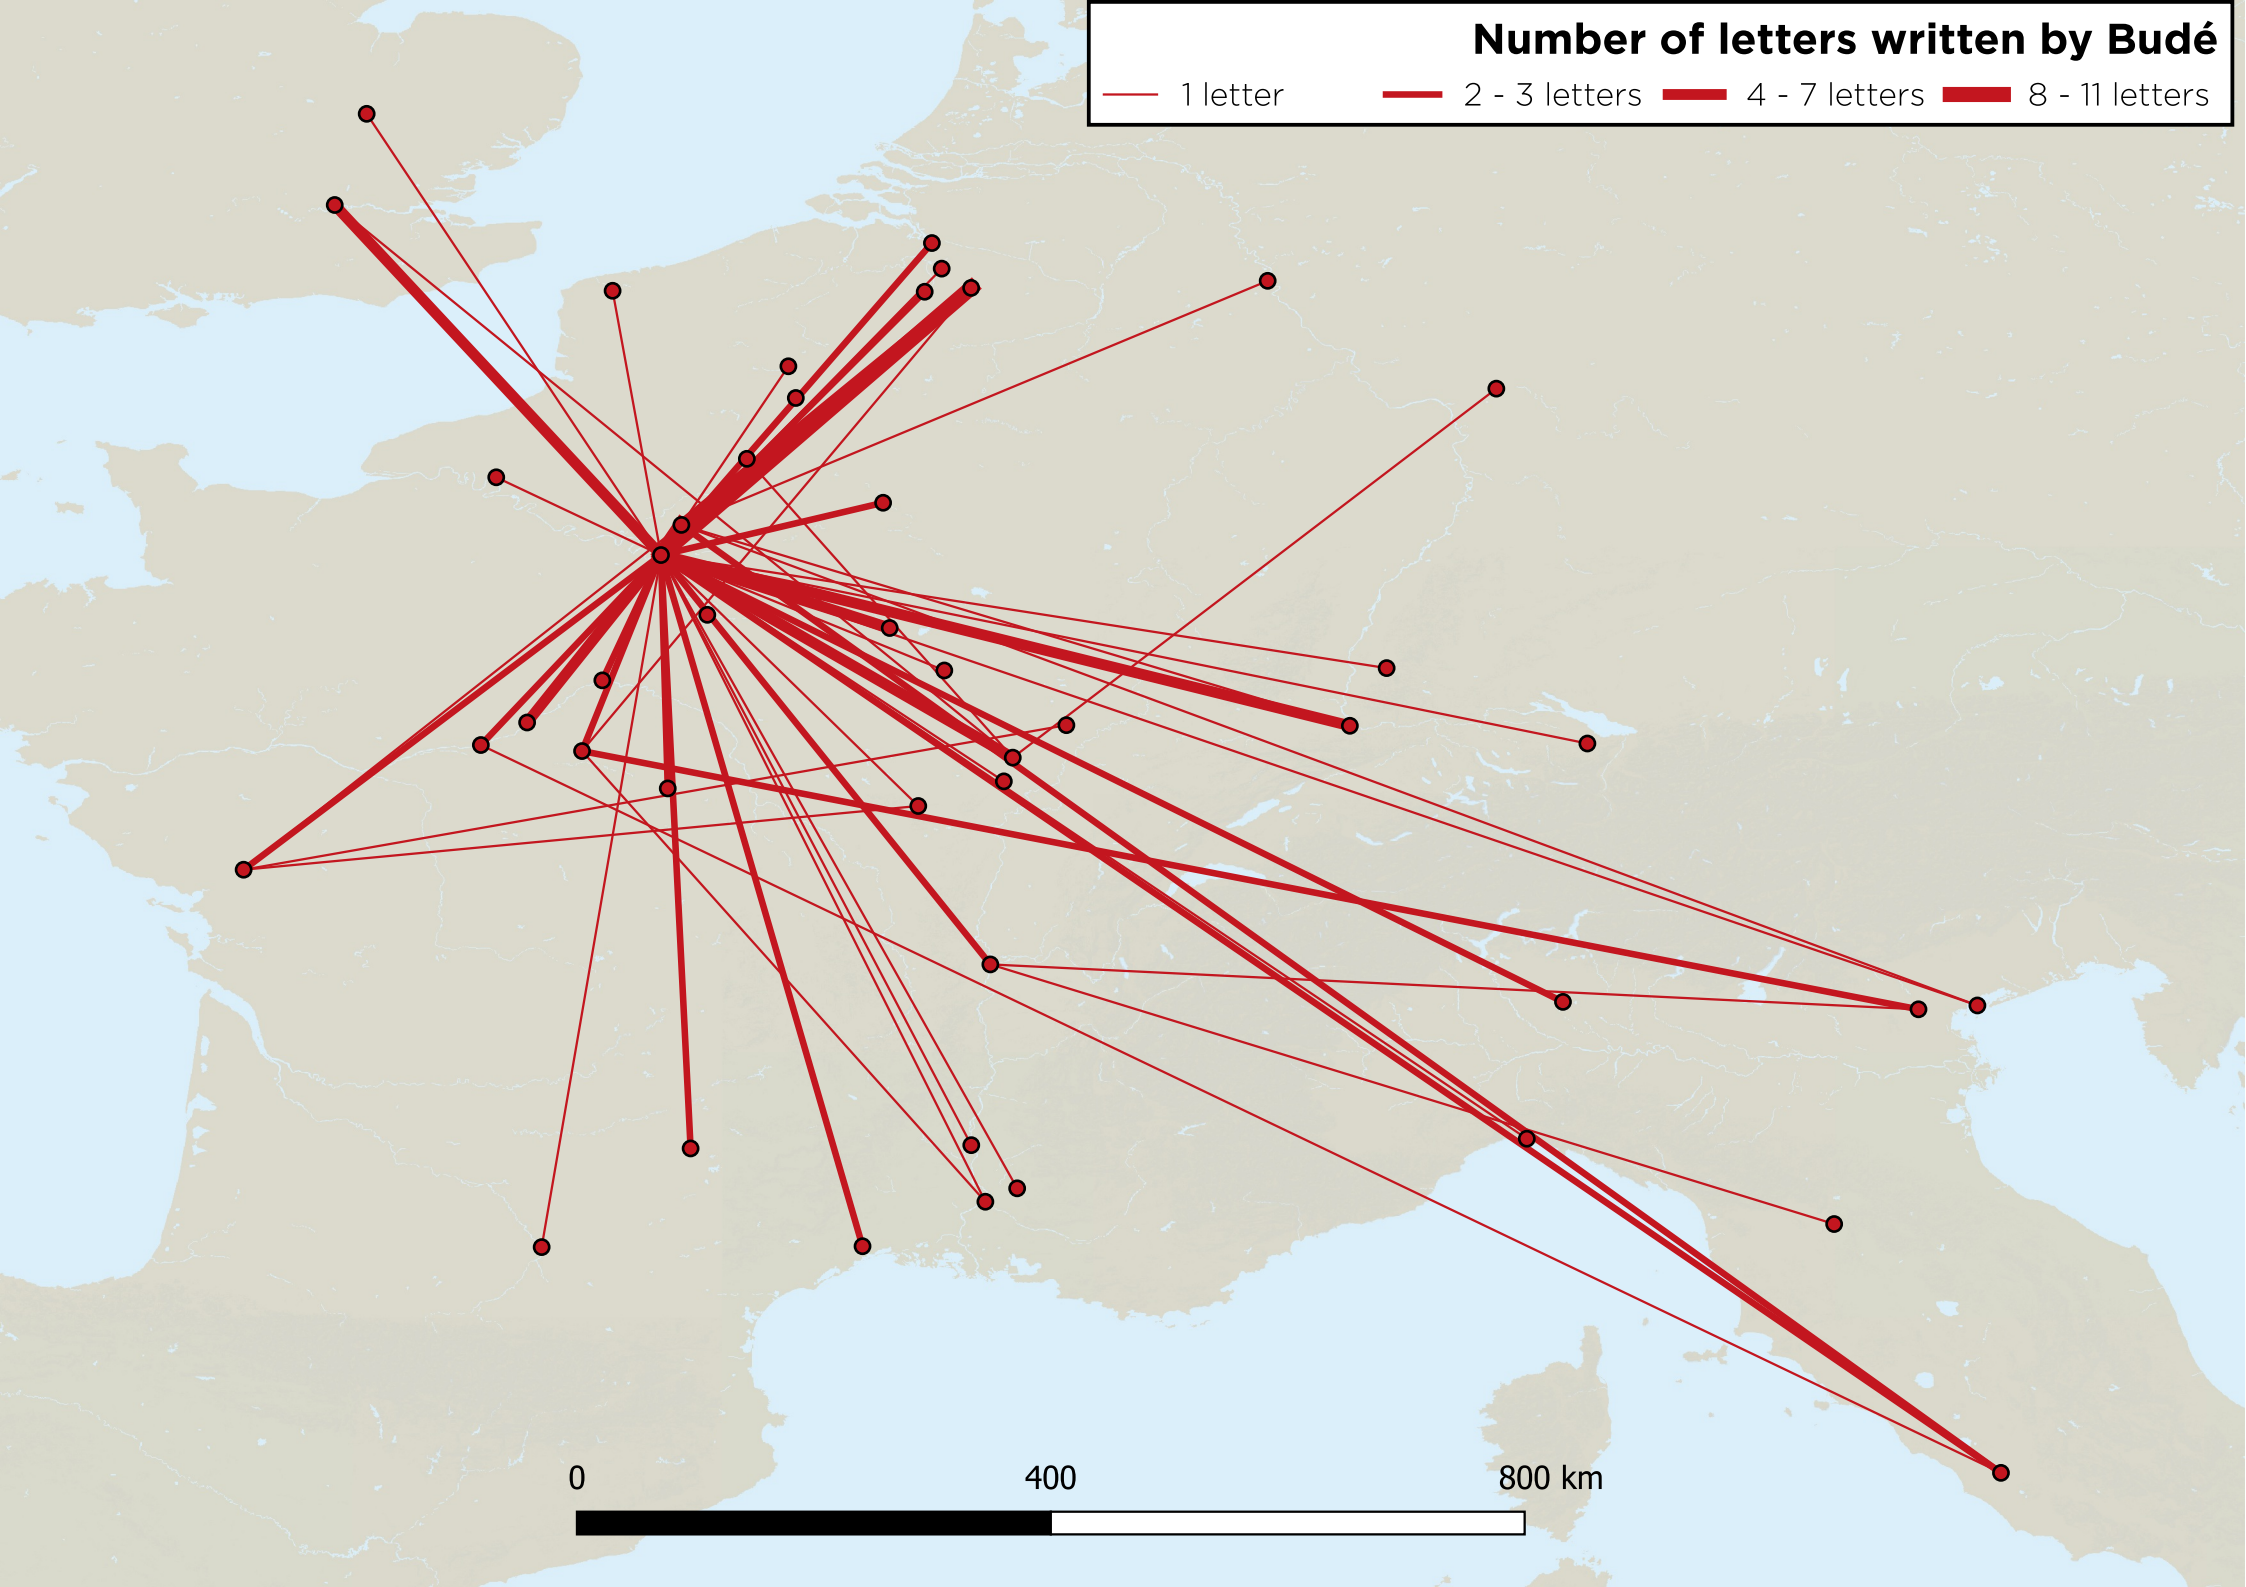 Number of letters written by Budé
1 letter 2 - 3 letters 4 - 7 letters 8 - 11 letters
0 400 800 km